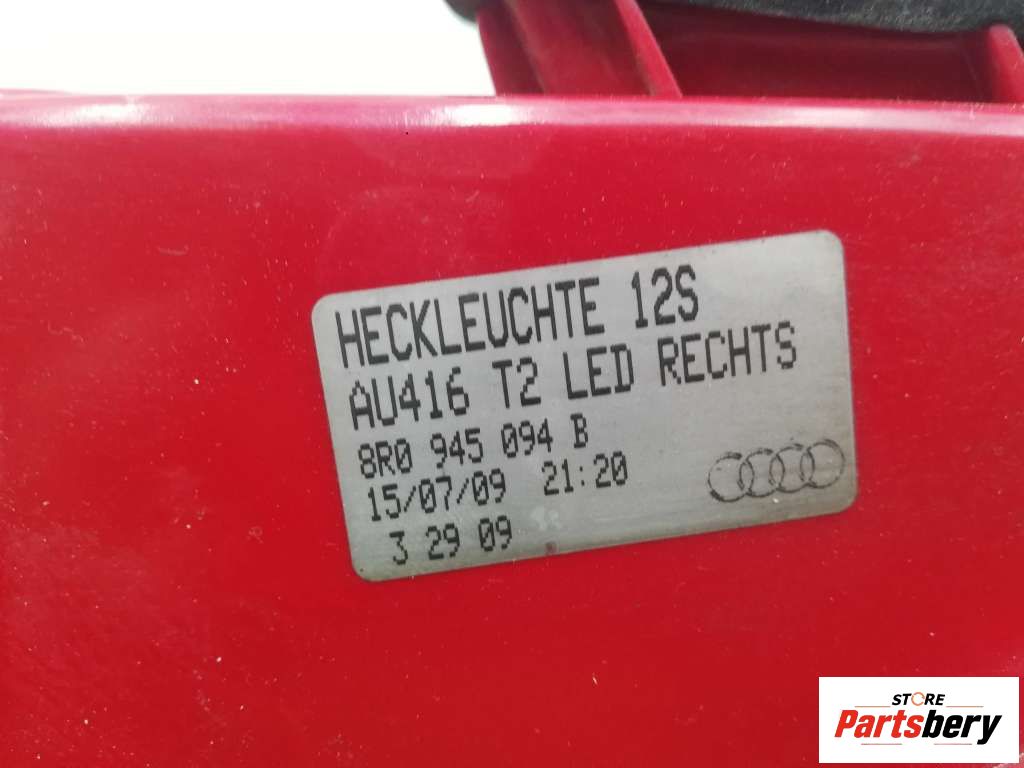 HECKLEUCHTE 12S
AU416 T2 LED RECHTS
8R0 945 094 B
15/07/09 21:20
3 29 09
STORE
Partsbery